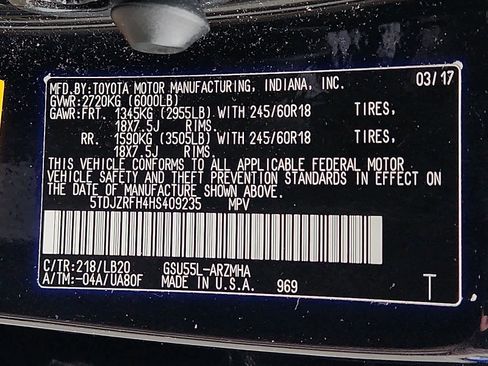 MFD.BY:TOYOTA MOTOR MANUFACTURING, INDIANA, INC. 03/17
GVWR:2720KG (6000LB)
GAWR:FRT. 1345KG (2955LB) WITH 245/60R18 TIRES,
18X7.5J RIMS.
RR. 1590KG (3505LB) WITH 245/60R18 TIRES,
18X7.5J RIMS.
THIS VEHICLE CONFORMS TO ALL APPLICABLE FEDERAL MOTOR
VEHICLE SAFETY AND THEFT PREVENTION STANDARDS IN EFFECT ON
THE DATE OF MANUFACTURE SHOWN ABOVE.
5TDJZRFH4HS409235 MPV
C/TR:218/LB20 GSU55L-ARZMHA
A/TM:-04A/UA80F MADE IN U.S.A. 969 T